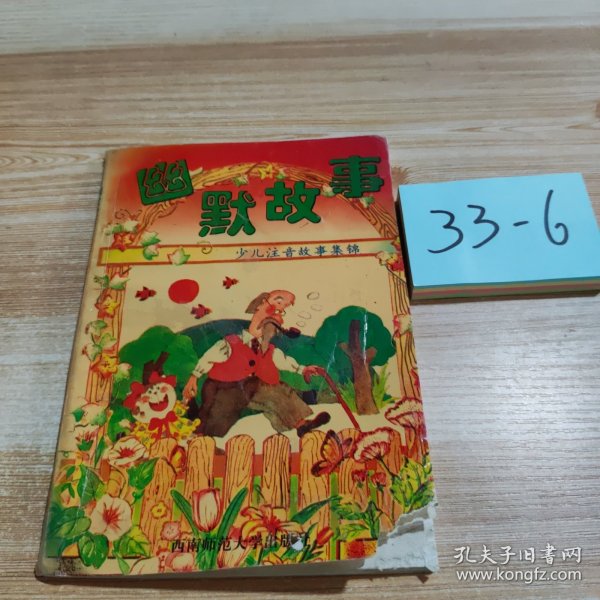 幽默故事
少儿注音故事集锦
33-6
西南师范大学出版
孔夫子旧书网
www.kongfz.com